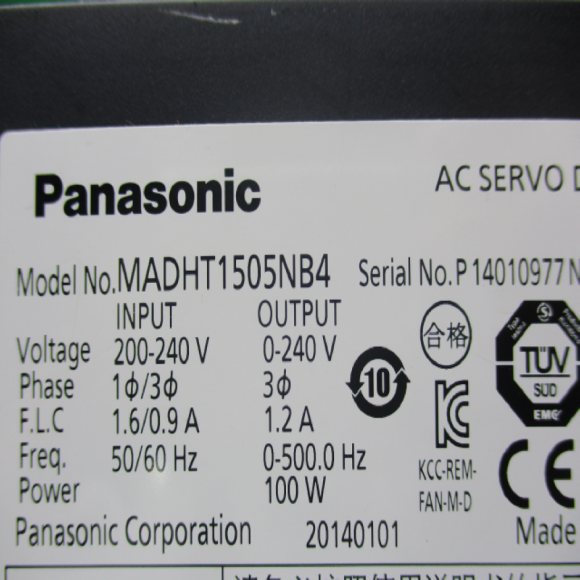 Panasonic
AC SERVO
Model No. MADHT1505NB4 Serial No. P14010977N
INPUT OUTPUT
Voltage 200-240 V 0-240 V
Phase 1ϕ/3ϕ 3ϕ
F.L.C 1.6/0.9 A 1.2 A
Freq. 50/60 Hz 0-500.0 Hz
Power 100 W
合格
10
TÜV
SÜD
EMC
KCC-REM-
FAN-M-D
CE
Panasonic Corporation 20140101 Made